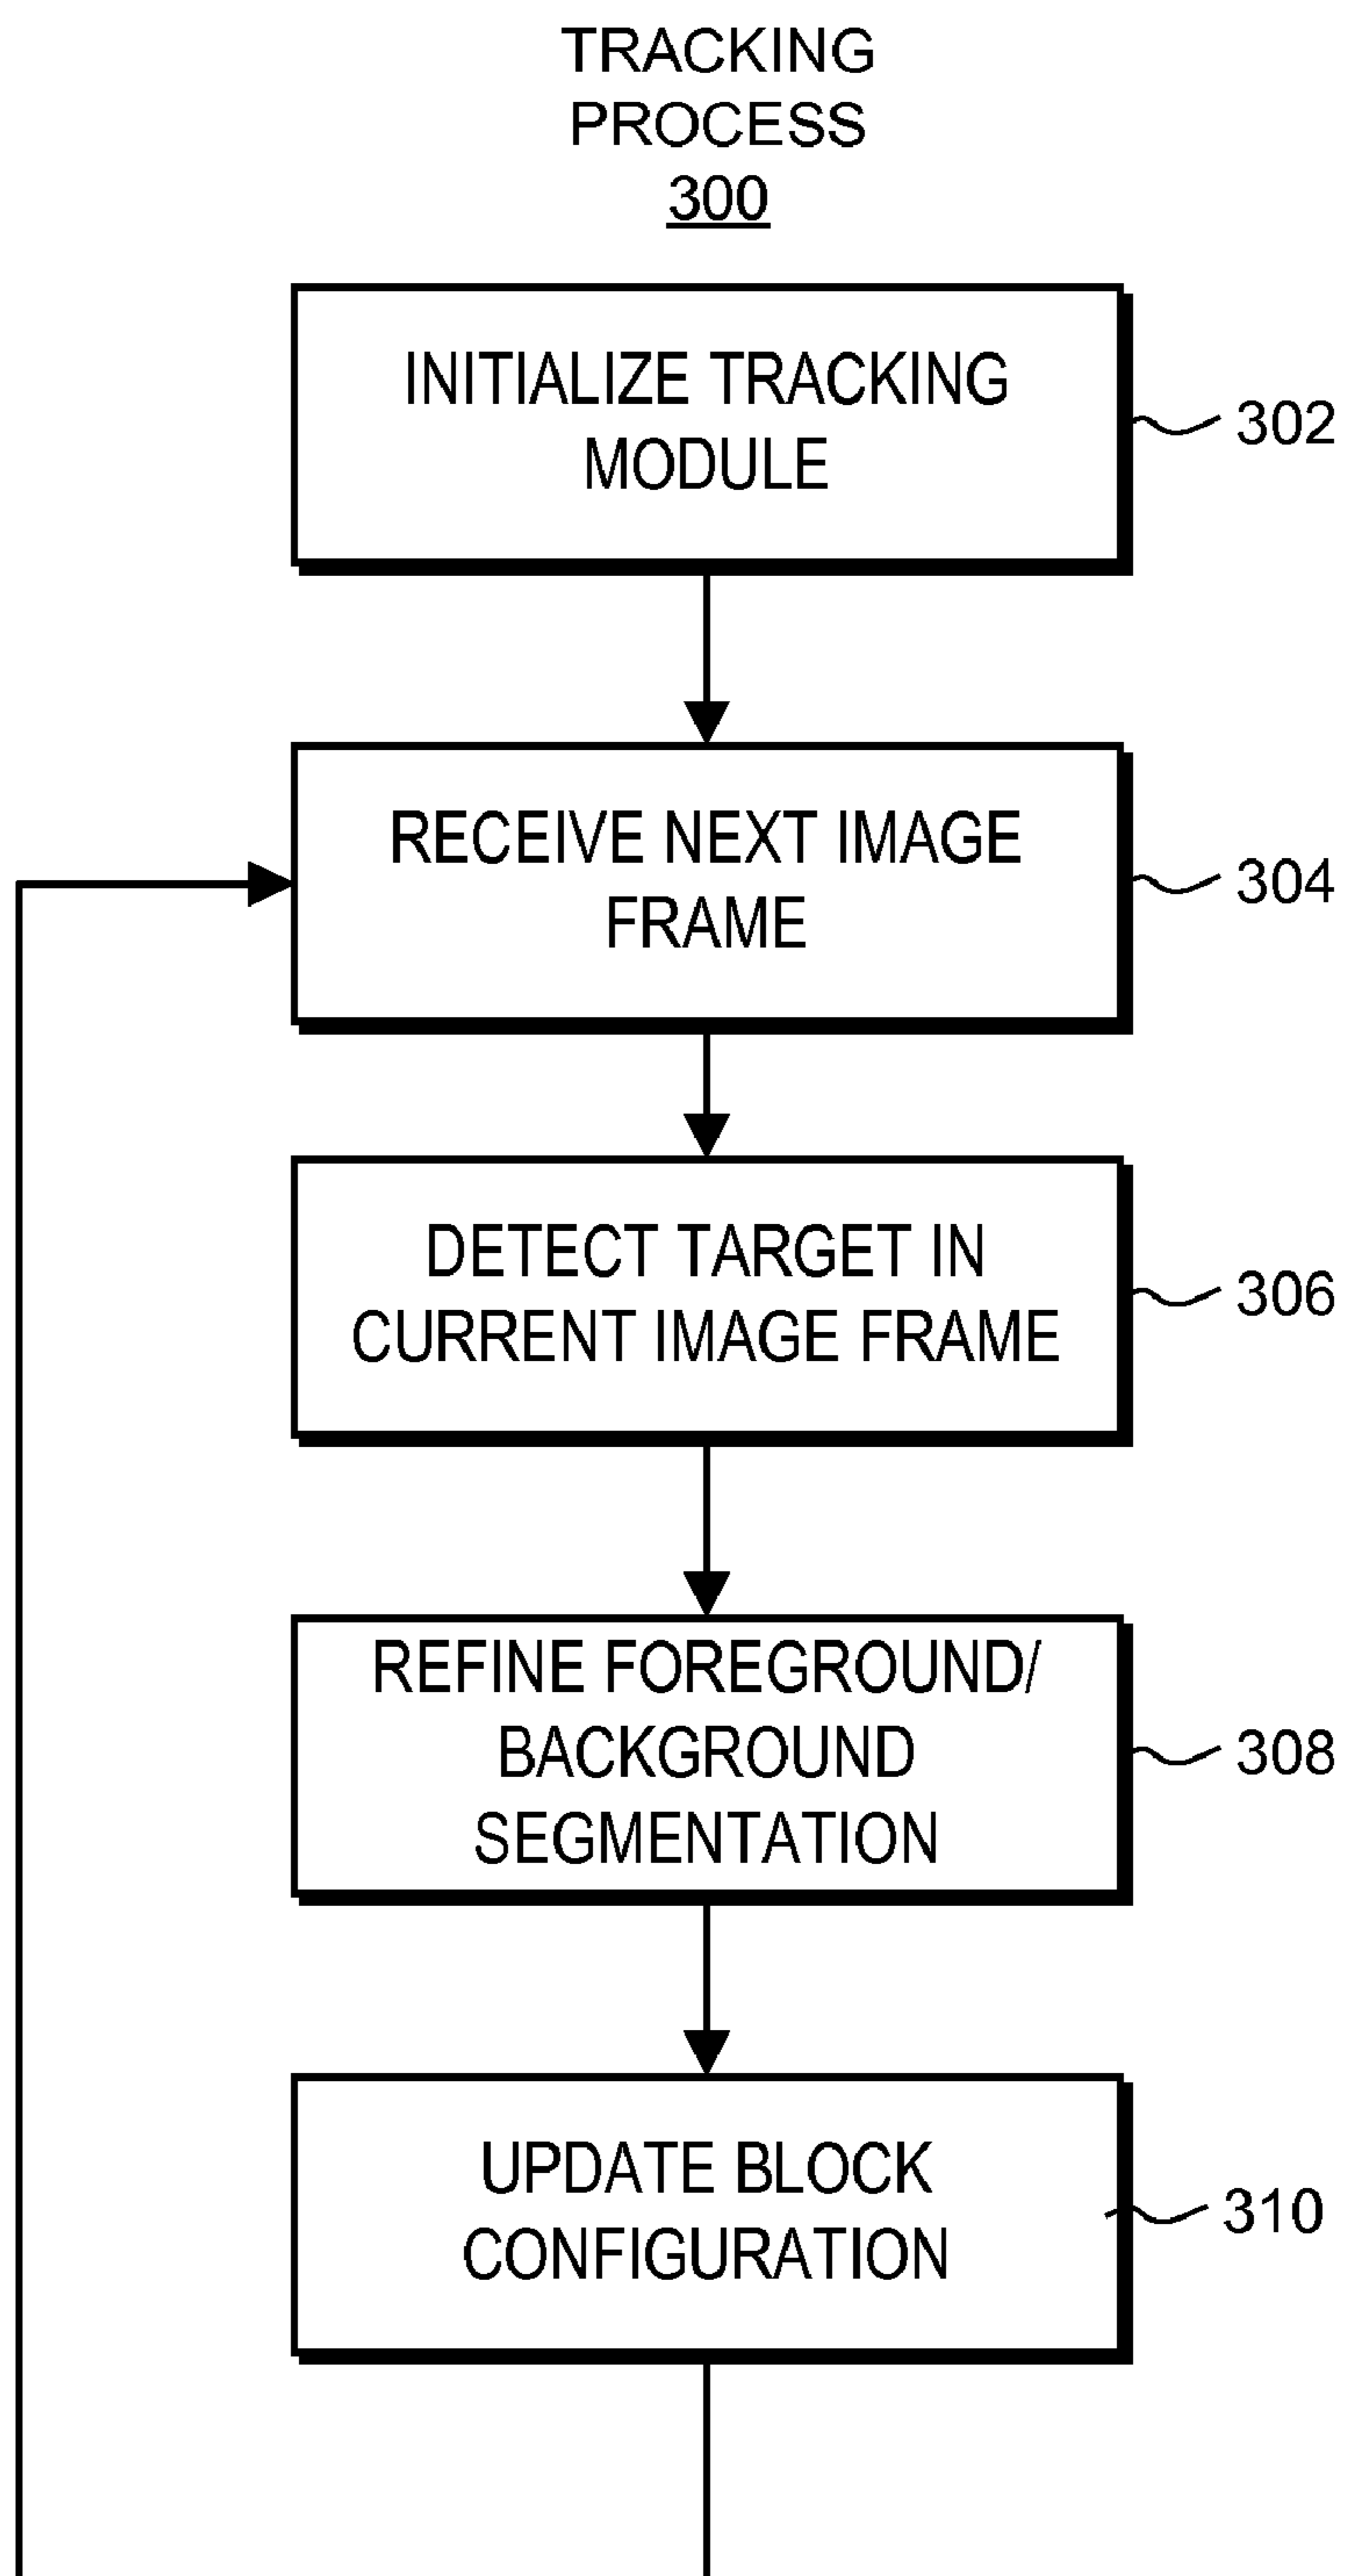 TRACKING
PROCESS
300
INITIALIZE TRACKING
MODULE
302
RECEIVE NEXT IMAGE
FRAME
304
DETECT TARGET IN
CURRENT IMAGE FRAME
306
REFINE FOREGROUND/
BACKGROUND
SEGMENTATION
308
UPDATE BLOCK
CONFIGURATION
310